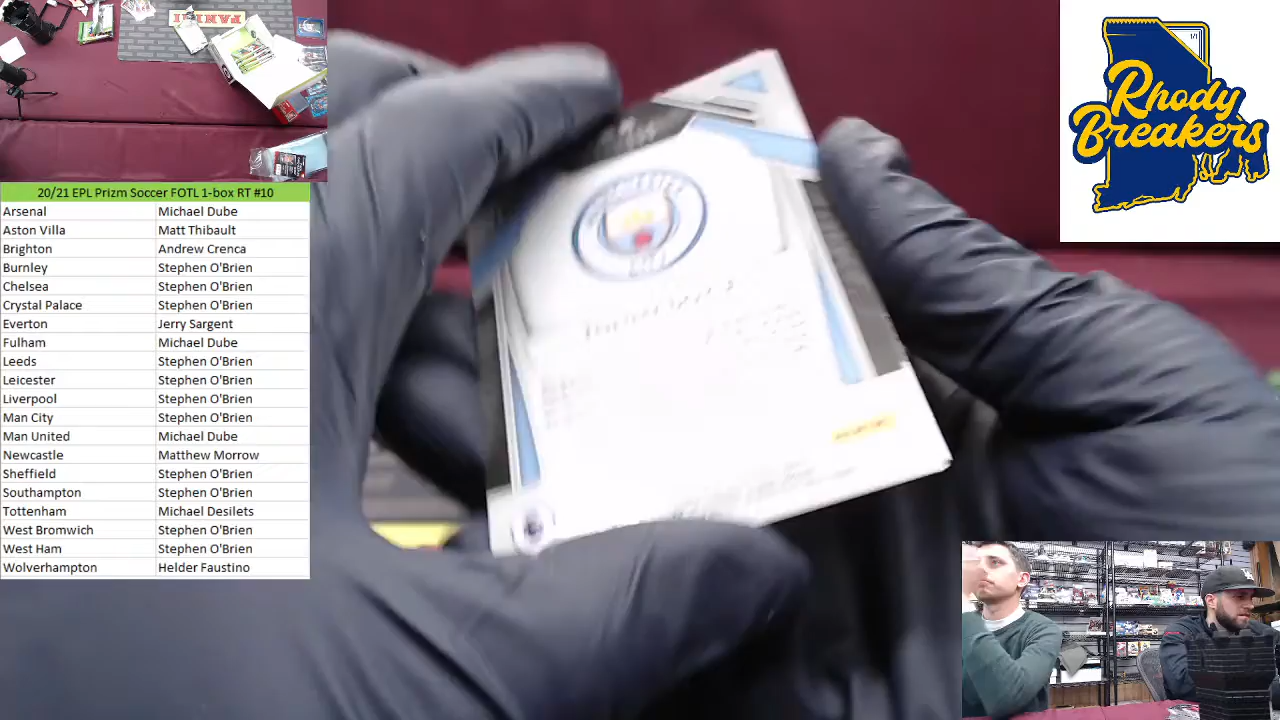 PANINI
20/21 EPL Prizm Soccer FOTL 1-box RT #10
Arsenal Michael Dube
Aston Villa Matt Thibault
Brighton Andrew Crenca
Burnley Stephen O'Brien
Chelsea Stephen O'Brien
Crystal Palace Stephen O'Brien
Everton Jerry Sargent
Fulham Michael Dube
Leeds Stephen O'Brien
Leicester Stephen O'Brien
Liverpool Stephen O'Brien
Man City Stephen O'Brien
Man United Michael Dube
Newcastle Matthew Morrow
Sheffield Stephen O'Brien
Southampton Stephen O'Brien
Tottenham Michael Desilets
West Bromwich Stephen O'Brien
West Ham Stephen O'Brien
Wolverhampton Helder Faustino
PANINI
1/1
Rhody
Breakers